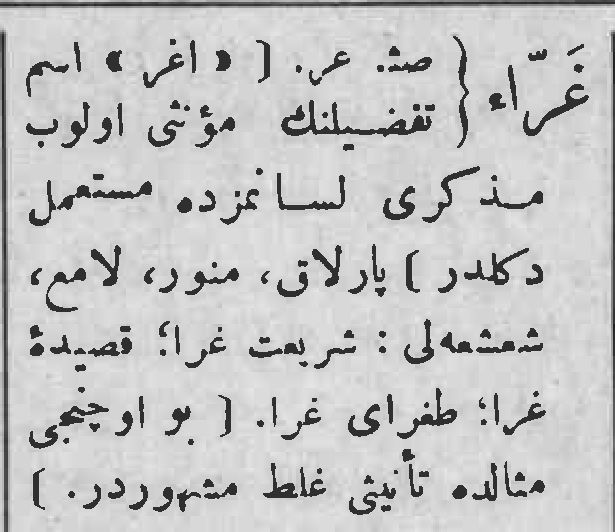 غَرَّاء { صث. عر. [ « اغر » اسم
تفضیلنك مؤنثی اولوب
مذکری لسانمزده مستعمل
دکلدر ] پارلاق، منور، لامع،
شعشعه‌لی : شریعت غرا؛ قصیدهٔ
غرا؛ طغرای غرا. [ بو اوچنجی
مثالده تأنیثی غلط مشهوردر. ]